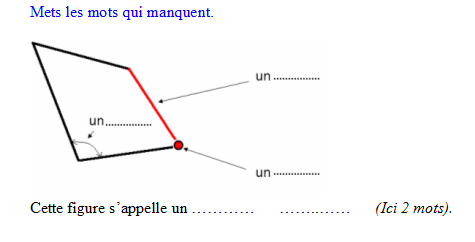 Mets les mots qui manquent.
un................
un................
un................
Cette figure s'appelle un ………… ………………  (Ici 2 mots).